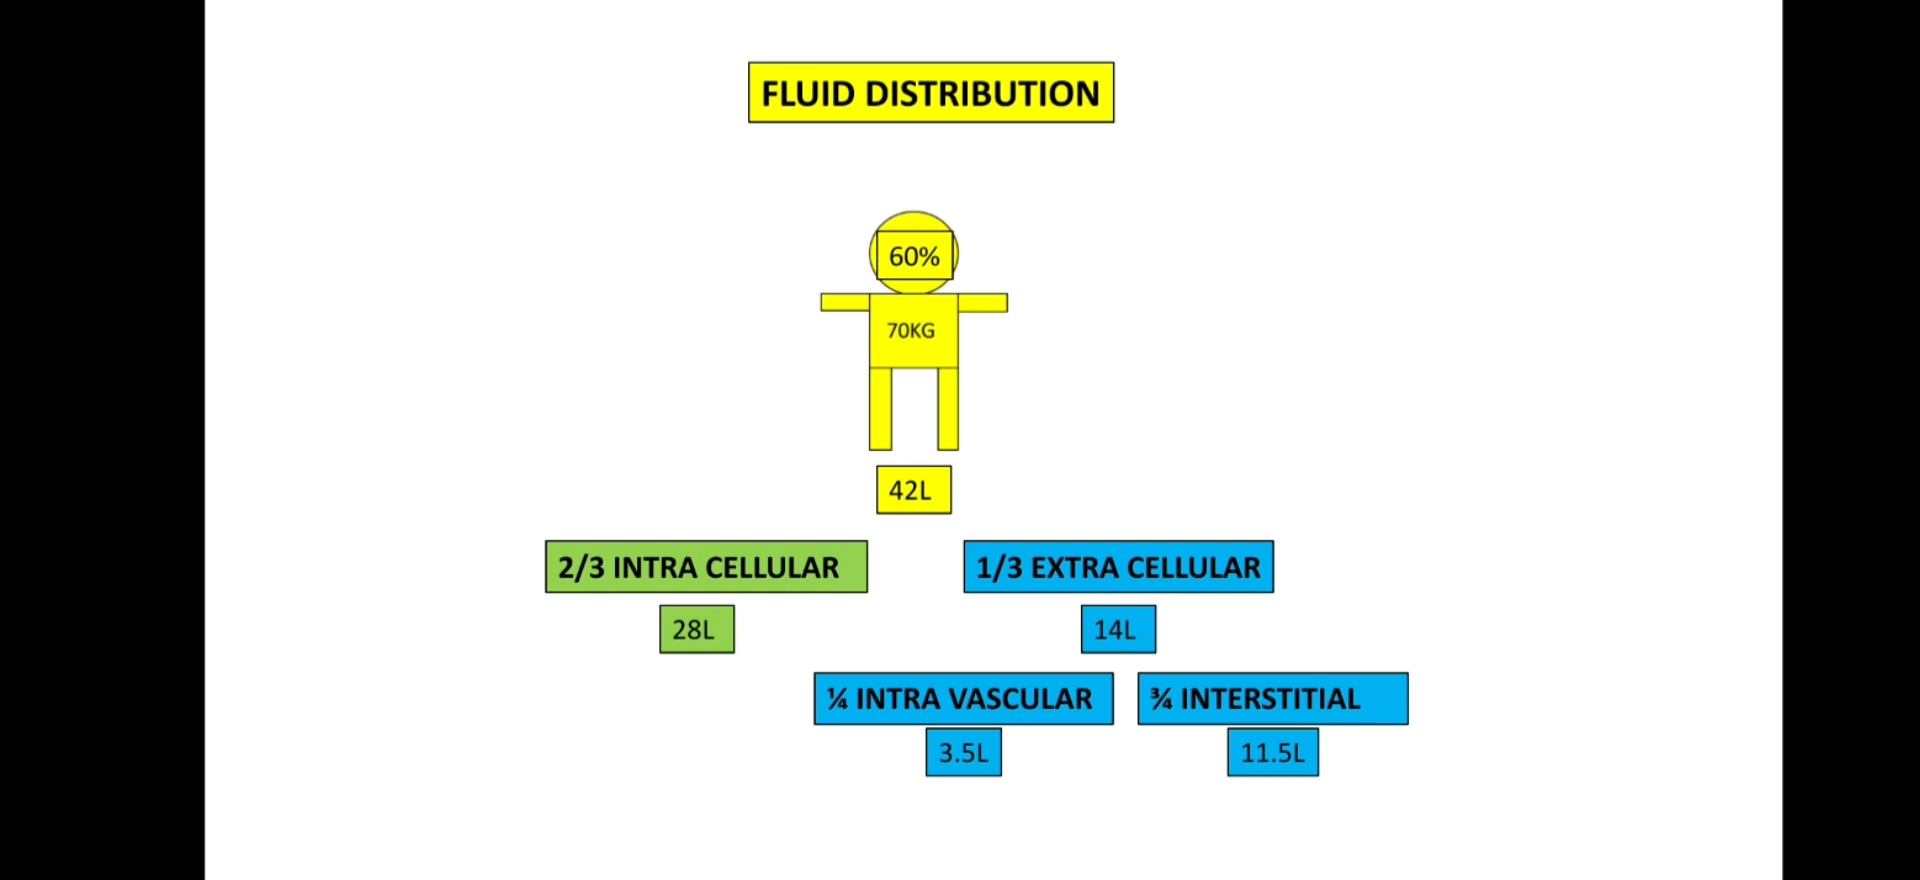 FLUID DISTRIBUTION
60%
70KG
42L
2/3 INTRA CELLULAR
1/3 EXTRA CELLULAR
28L
14L
¼ INTRA VASCULAR
¾ INTERSTITIAL
3.5L
11.5L